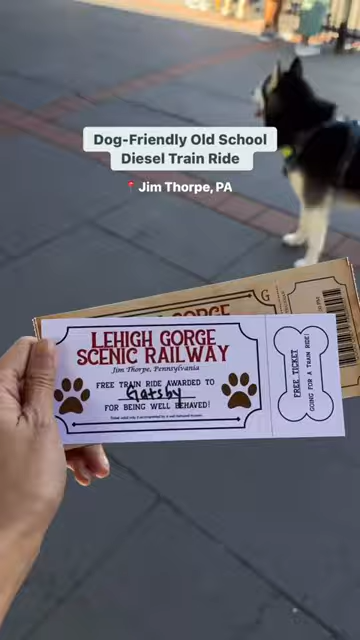 Dog-Friendly Old School
Diesel Train Ride
Jim Thorpe, PA
LEHIGH GORGE
SCENIC RAILWAY
Jim Thorpe, Pennsylvania
FREE TRAIN RIDE AWARDED TO
Gatsby
FOR BEING WELL BEHAVED!
FREE TICKET
GOING FOR A TRAIN RIDE!